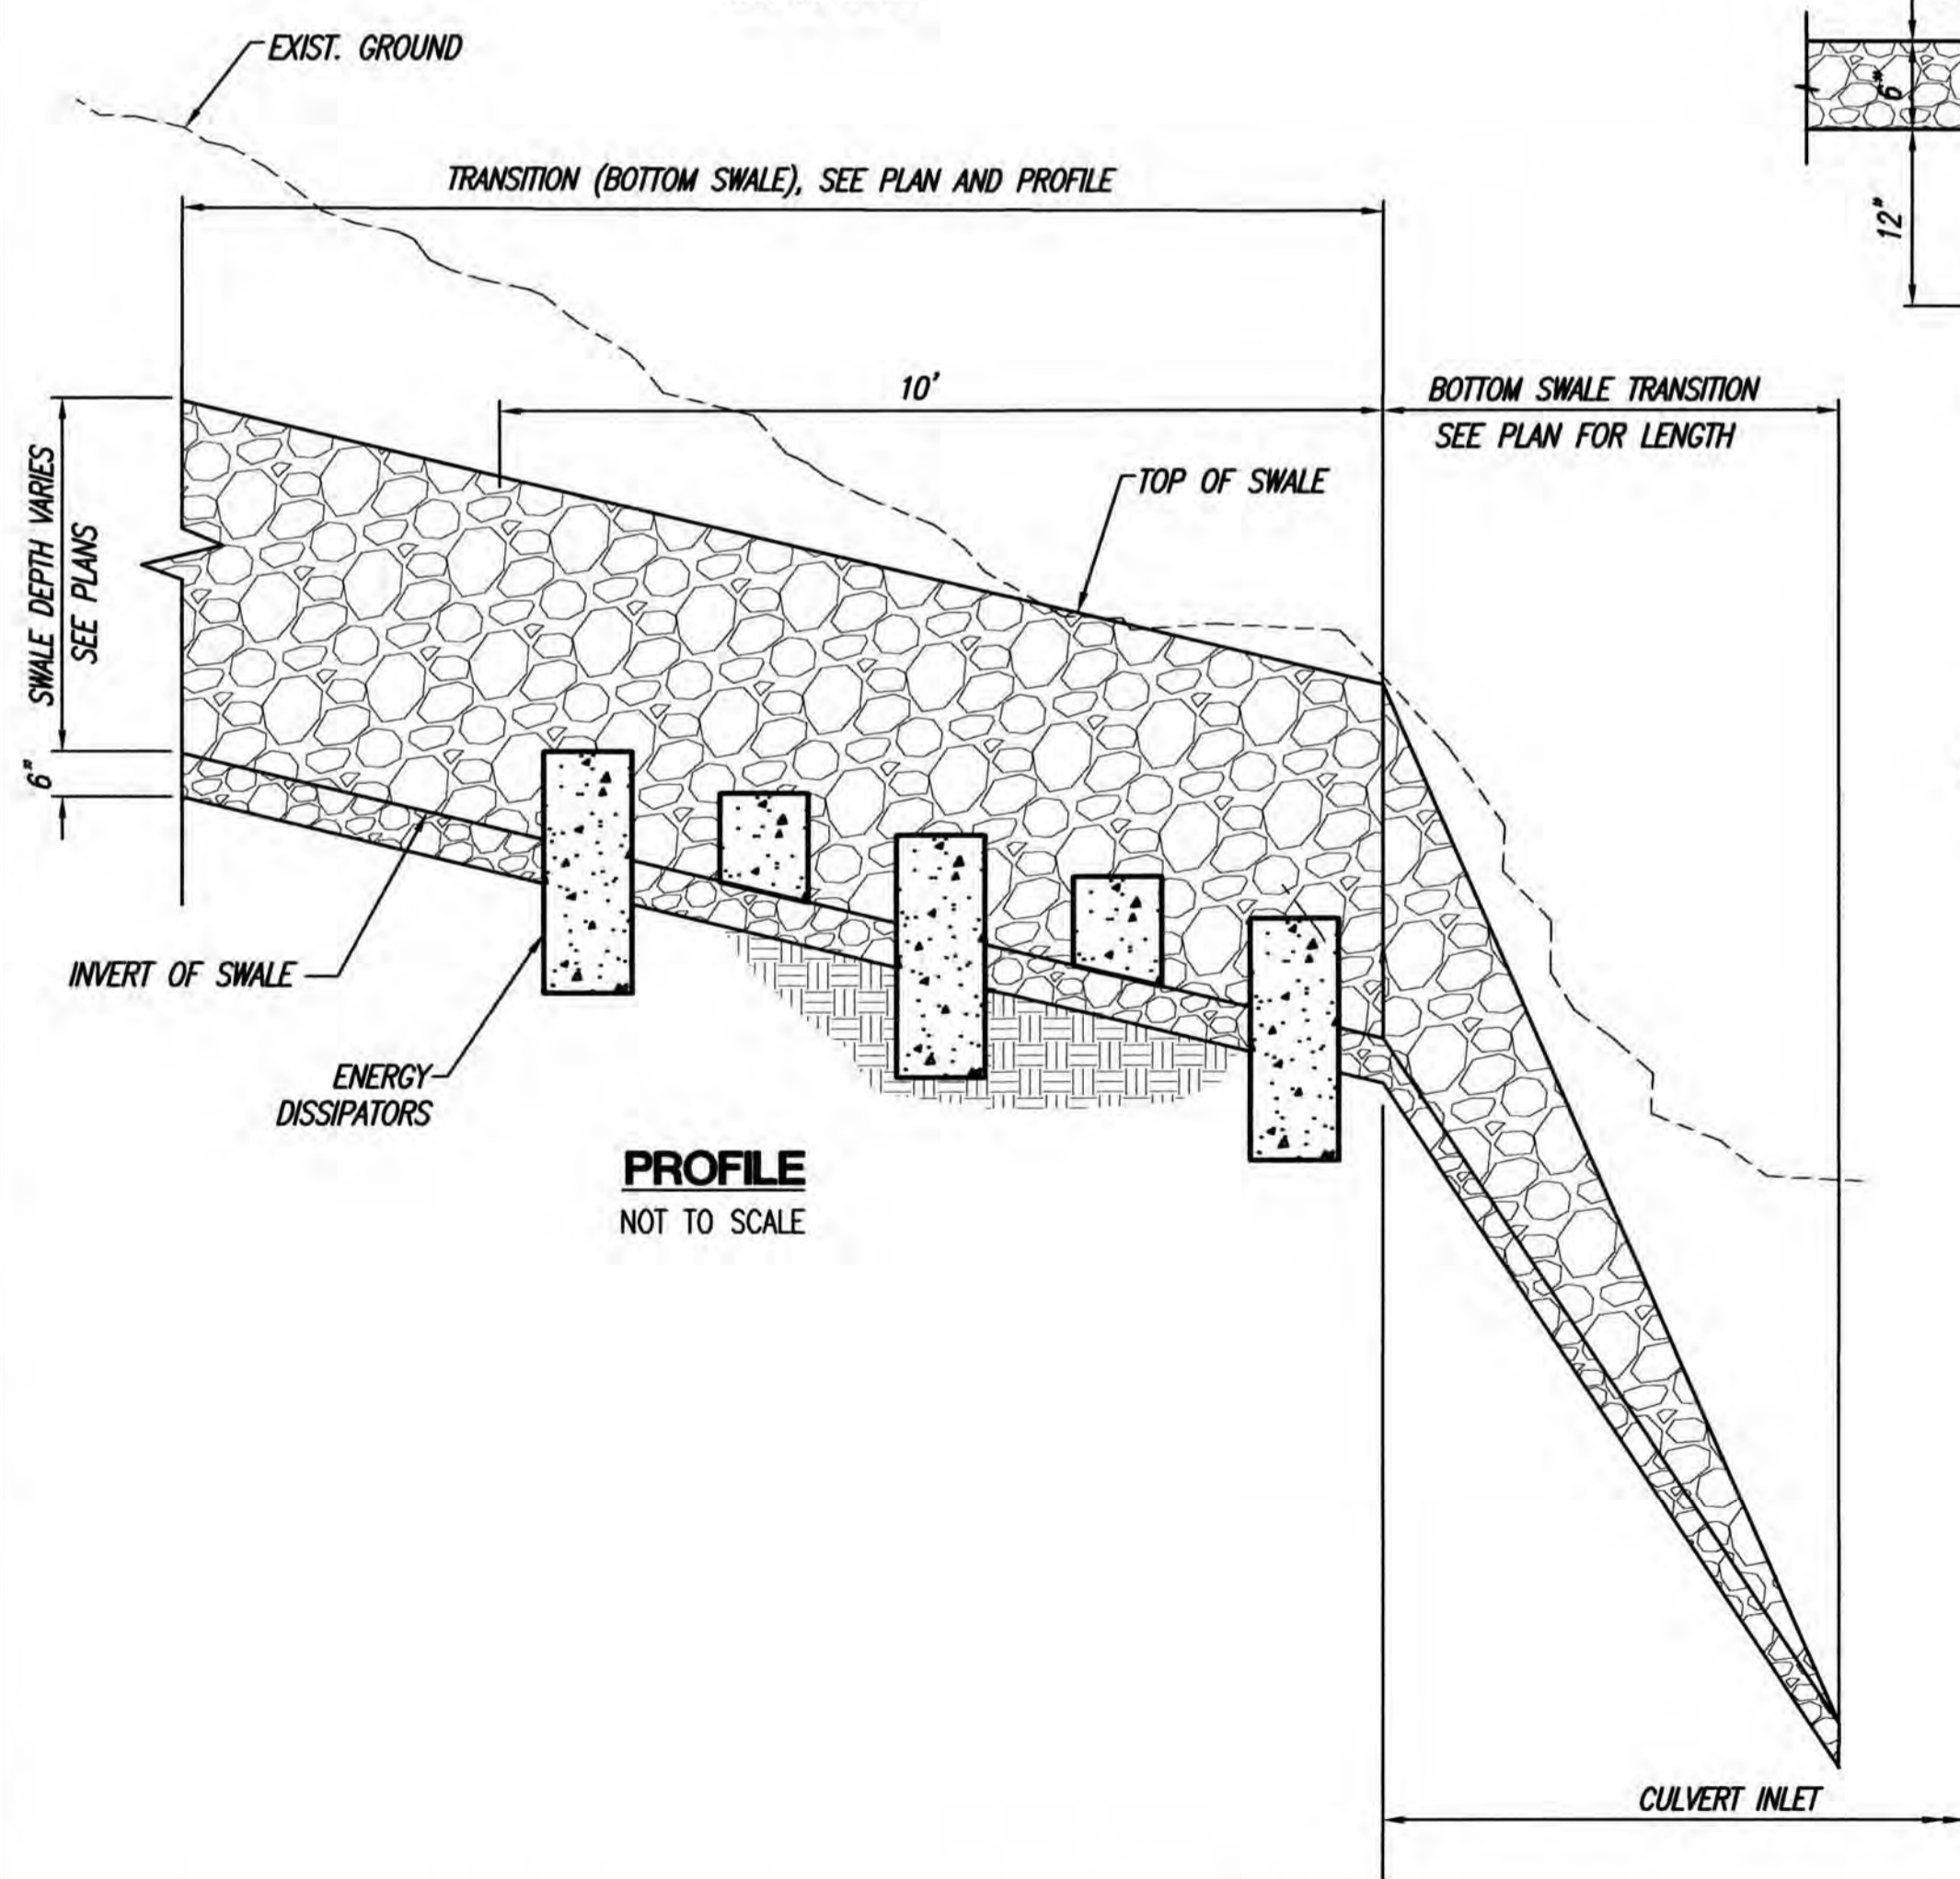 EXIST. GROUND
6"
TRANSITION (BOTTOM SWALE), SEE PLAN AND PROFILE
12"
10'
BOTTOM SWALE TRANSITION
SEE PLAN FOR LENGTH
TOP OF SWALE
SWALE DEPTH VARIES
SEE PLANS
6"
INVERT OF SWALE
ENERGY
DISSIPATORS
PROFILE
NOT TO SCALE
CULVERT INLET